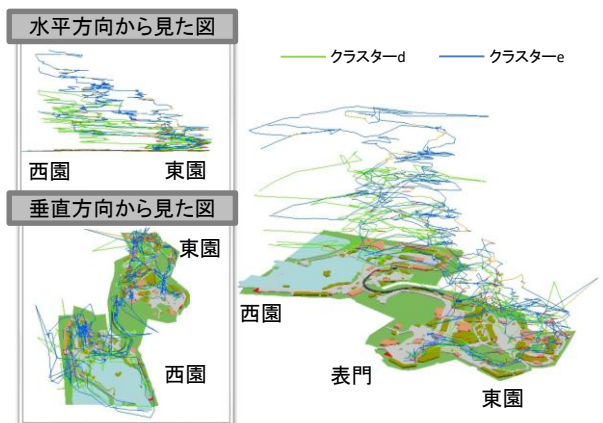 水平方向から見た図
西園
東園
垂直方向から見た図
東園
西園
クラスターd
クラスターe
西園
表門
東園